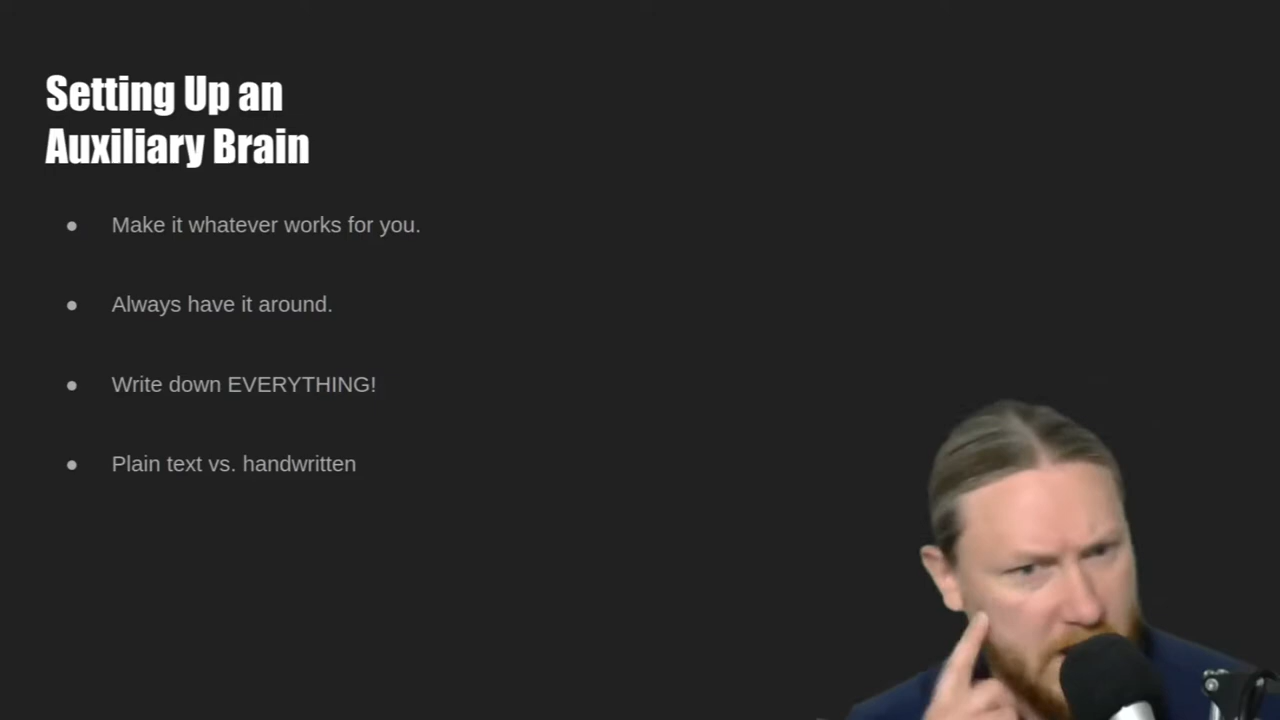 Setting Up an
Auxiliary Brain
● Make it whatever works for you.
● Always have it around.
● Write down EVERYTHING!
● Plain text vs. handwritten